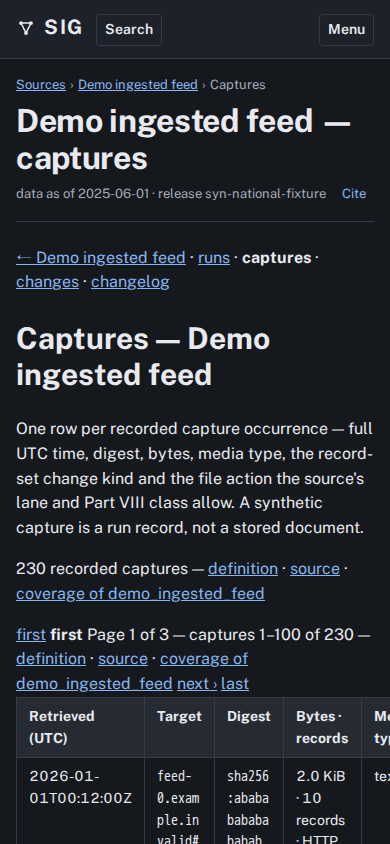 SIG Search Menu
Sources › Demo ingested feed › Captures
Demo ingested feed —
captures
data as of 2025-06-01 · release syn-national-fixture Cite
← Demo ingested feed · runs · captures ·
changes · changelog
Captures — Demo
ingested feed
One row per recorded capture occurrence — full
UTC time, digest, bytes, media type, the record-
set change kind and the file action the source's
lane and Part VIII class allow. A synthetic
capture is a run record, not a stored document.
230 recorded captures — definition · source ·
coverage of demo_ingested_feed
first first Page 1 of 3 — captures 1–100 of 230 —
definition · source · coverage of
demo_ingested_feed next › last
Retrieved Target Digest Bytes · Me
(UTC) records typ
2026-01- feed- sha256 2.0 KiB tex
01T00:12:00Z 0.exam :ababa · 10
ple.in bababa records
valid# babab · HTTP